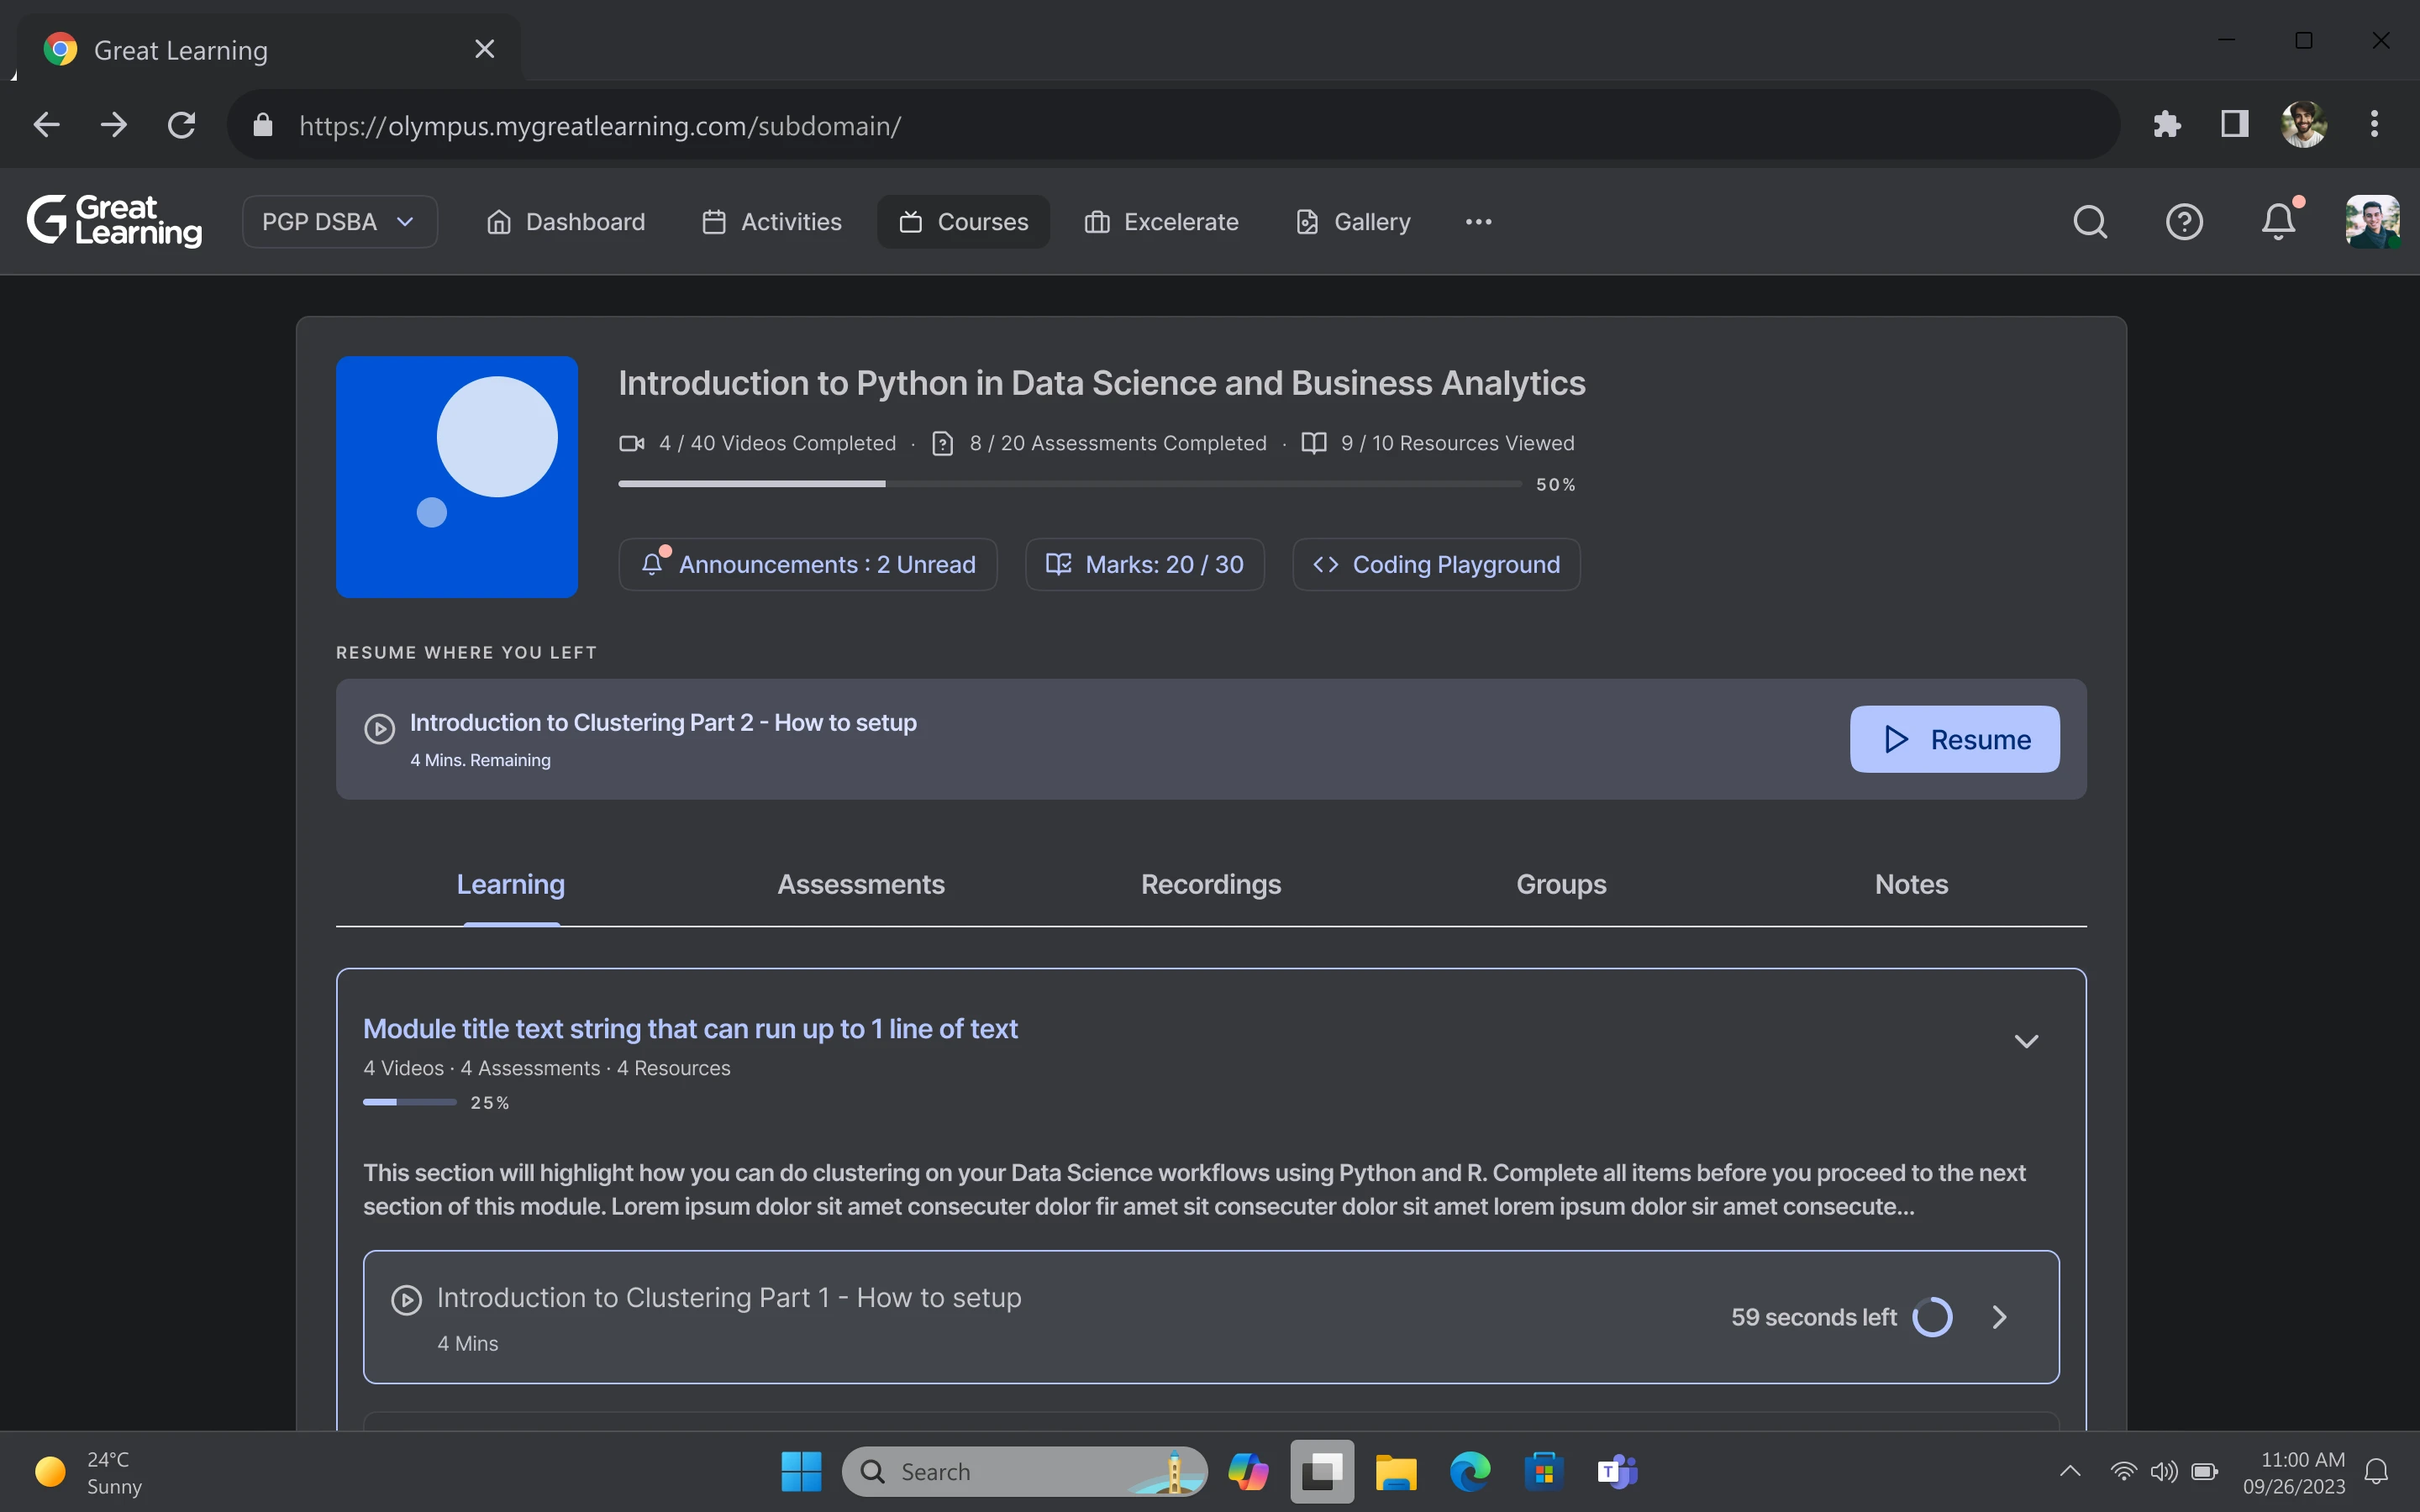 Great Learning
https://olympus.mygreatlearning.com/subdomain/
Great Learning
PGP DSBA
Dashboard
Activities
Courses
Excelerate
Gallery
Introduction to Python in Data Science and Business Analytics
4 / 40 Videos Completed · 8 / 20 Assessments Completed · 9 / 10 Resources Viewed
50%
Announcements : 2 Unread
Marks: 20 / 30
<> Coding Playground
RESUME WHERE YOU LEFT
Introduction to Clustering Part 2 - How to setup
4 Mins. Remaining
Resume
Learning
Assessments
Recordings
Groups
Notes
Module title text string that can run up to 1 line of text
4 Videos · 4 Assessments · 4 Resources
25%
This section will highlight how you can do clustering on your Data Science workflows using Python and R. Complete all items before you proceed to the next
section of this module. Lorem ipsum dolor sit amet consecuter dolor fir amet sit consecuter dolor sit amet lorem ipsum dolor sir amet consecute...
Introduction to Clustering Part 1 - How to setup
4 Mins
59 seconds left
24°C
Sunny
Search
T
11:00 AM
09/26/2023